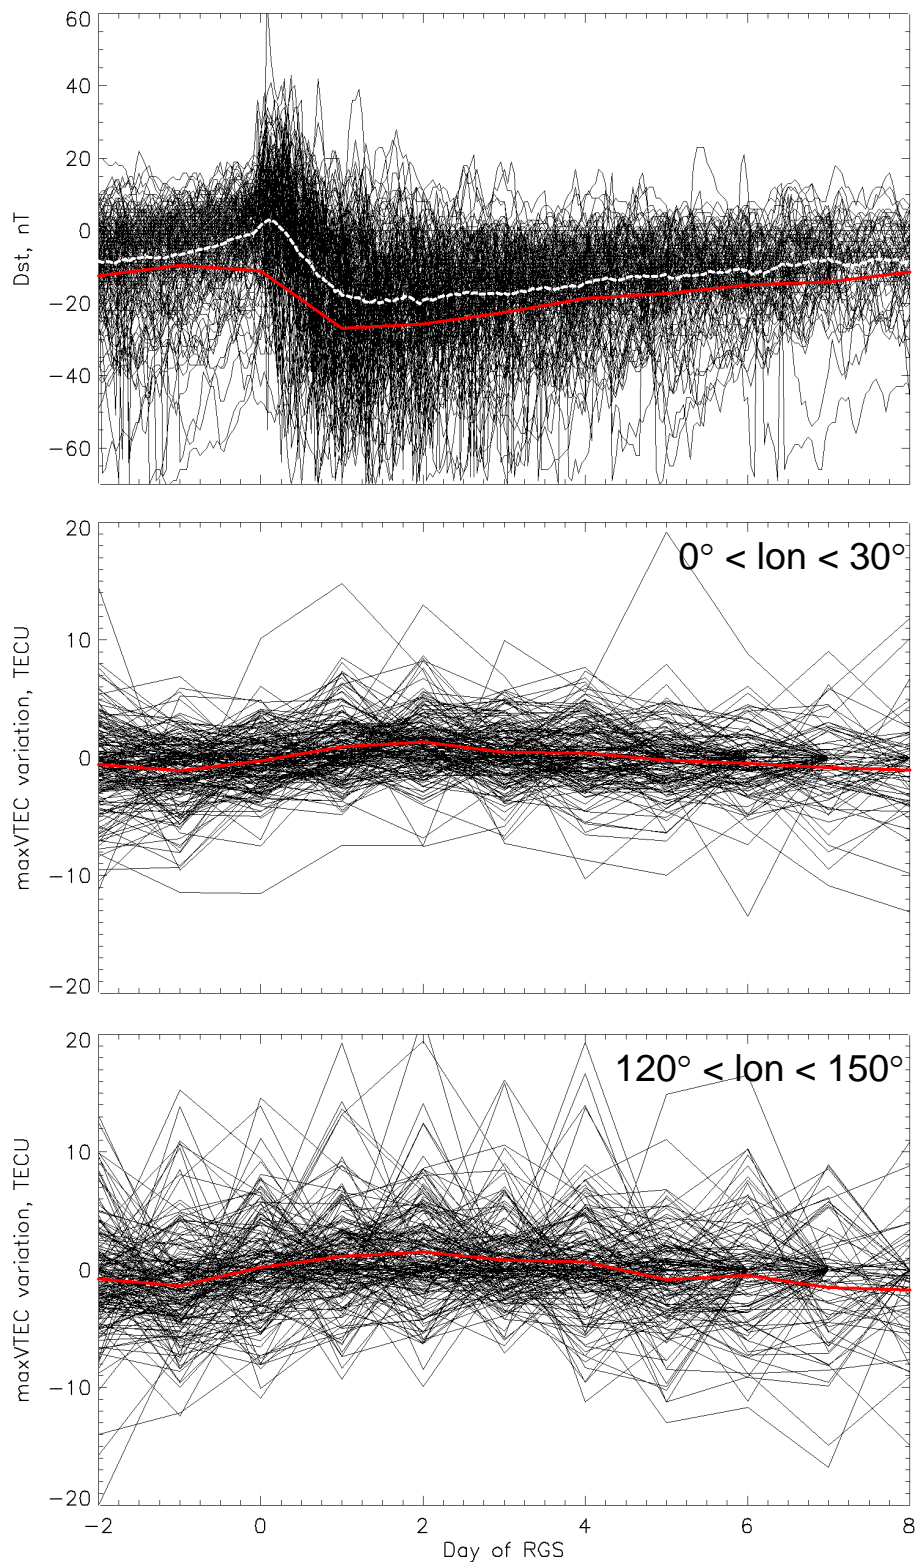 60
40
20
0
−20
−40
−60
Dst, nT
20
10
0
−10
−20
maxVTEC variation, TECU
0° < lon < 30°
20
10
0
−10
−20
maxVTEC variation, TECU
120° < lon < 150°
−2 0 2 4 6 8
Day of RGS